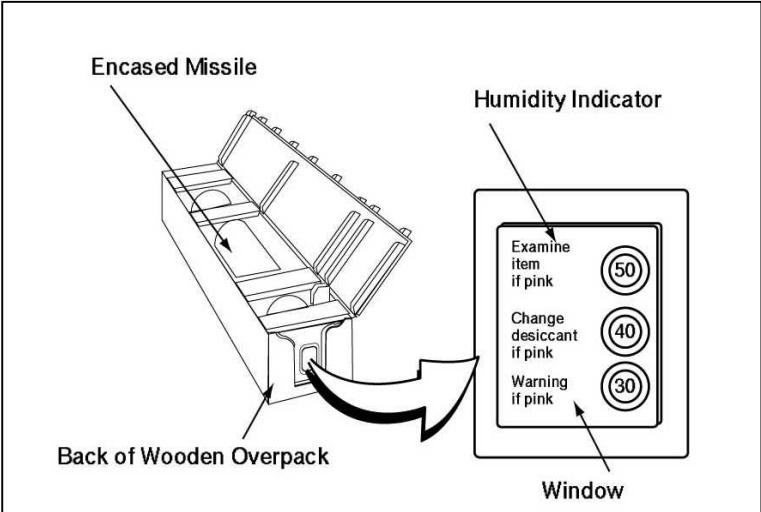 Encased Missile
Humidity Indicator
Examine
item
if pink
50
Change
desiccant
if pink
40
Warning
if pink
30
Back of Wooden Overpack
Window